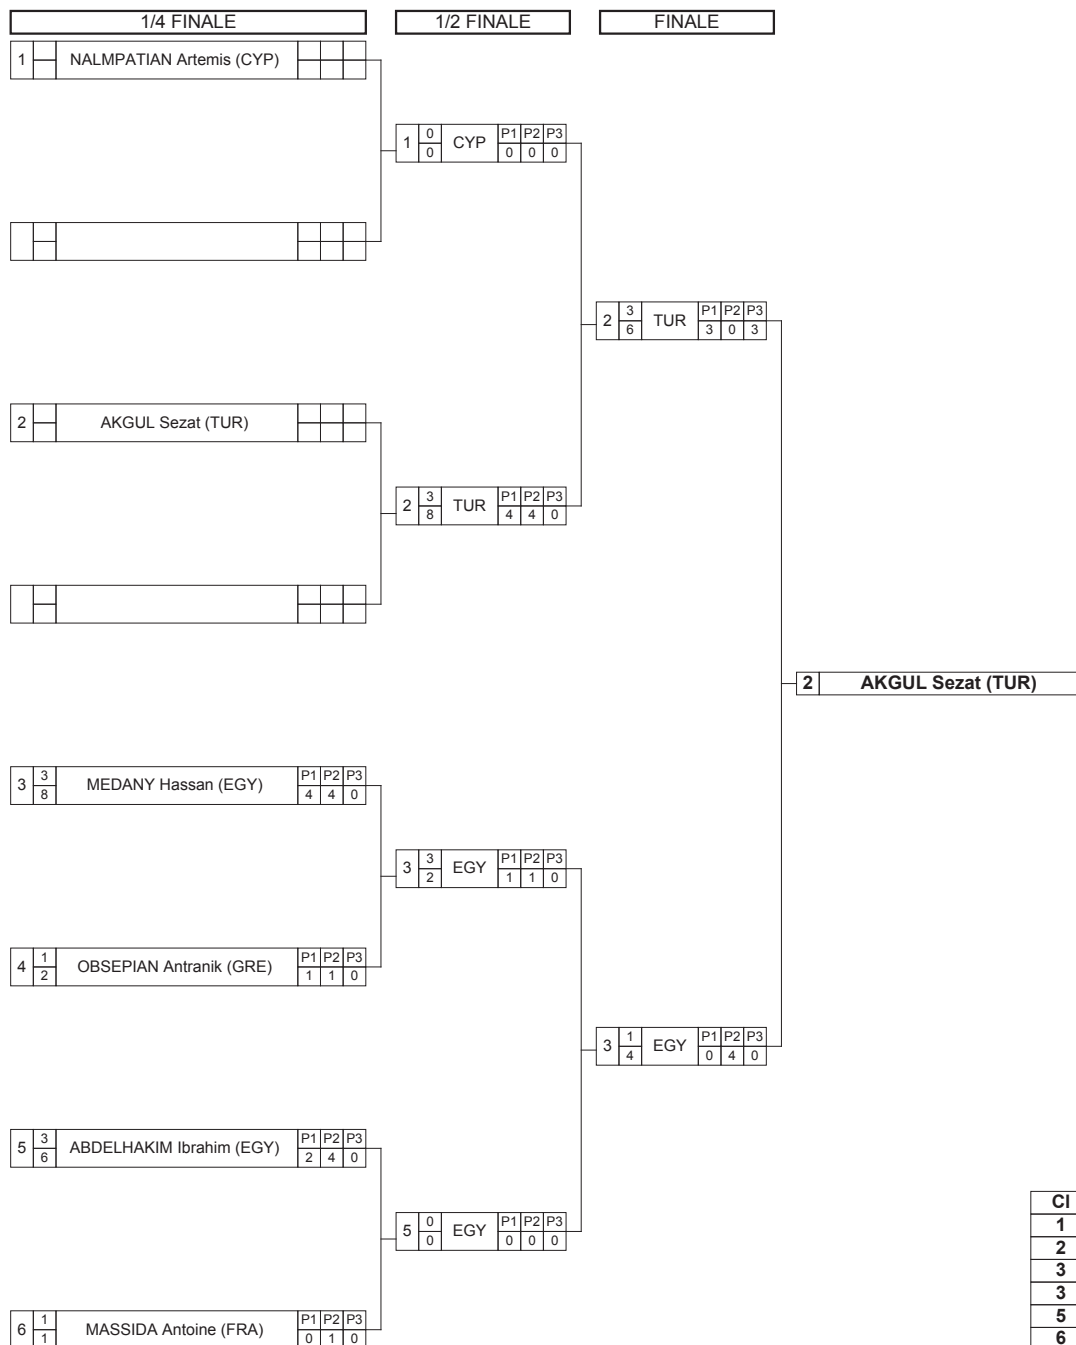 1/4 FINALE 1/2 FINALE FINALE
1 NALMPATIAN Artemis (CYP)
1 0 0 CYP P1 P2 P3
0 0 0
2 3 6 TUR P1 P2 P3
3 0 3
2 AKGUL Sezat (TUR)
2 3 8 TUR P1 P2 P3
4 4 0
2 AKGUL Sezat (TUR)
3 3 8 MEDANY Hassan (EGY) P1 P2 P3
4 4 0
3 3 2 EGY P1 P2 P3
1 1 0
4 1 2 OBSEPIAN Antranik (GRE) P1 P2 P3
1 1 0
3 1 4 EGY P1 P2 P3
0 4 0
5 3 6 ABDELHAKIM Ibrahim (EGY) P1 P2 P3
2 4 0
5 0 0 EGY P1 P2 P3
0 0 0
6 1 1 MASSIDA Antoine (FRA) P1 P2 P3
0 1 0
Cl
1
2
3
3
5
6